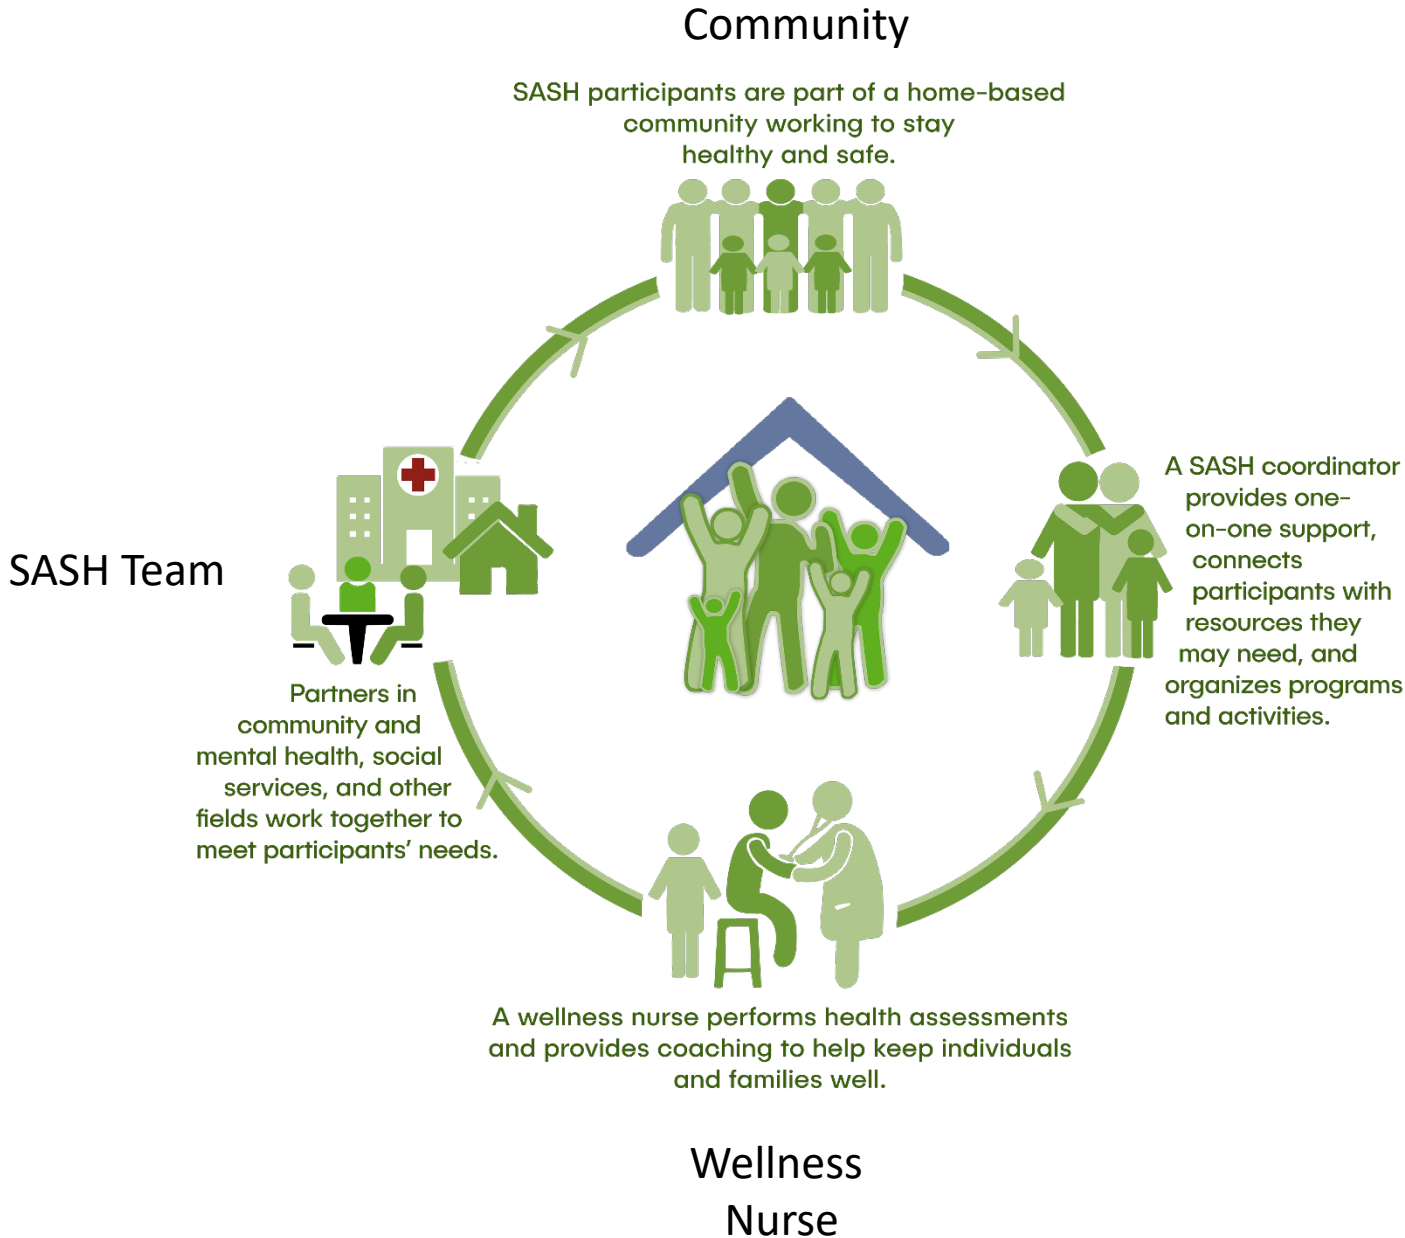 Community
SASH participants are part of a home-based
community working to stay
healthy and safe.
A SASH coordinator
provides one-
on-one support,
connects
participants with
resources they
may need, and
organizes programs
and activities.
SASH Team
Partners in
community and
mental health, social
services, and other
fields work together to
meet participants’ needs.
A wellness nurse performs health assessments
and provides coaching to help keep individuals
and families well.
Wellness
Nurse